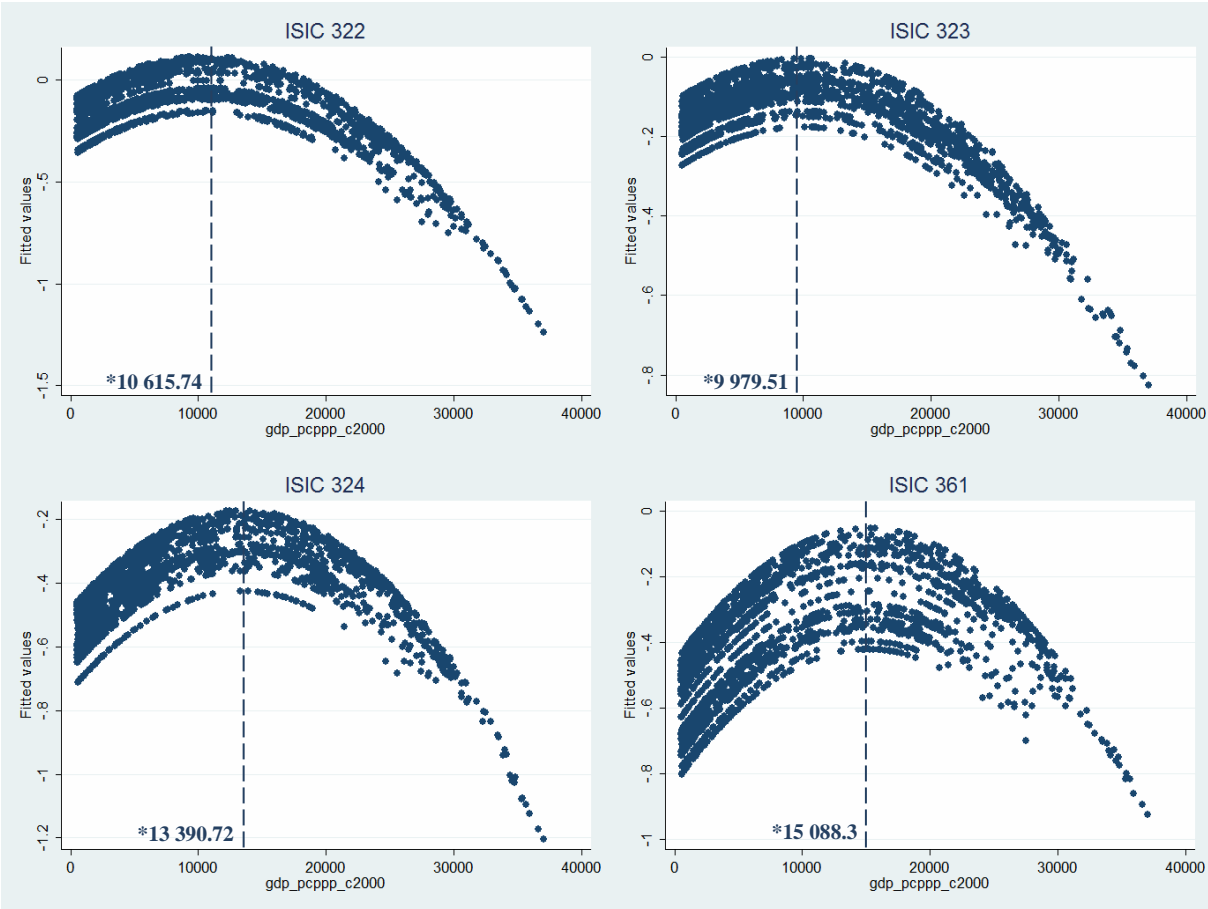 ISIC 322
Fitted values
0
-.5
-1
-1.5
*10 615.74
0 10000 20000 30000 40000
gdp_pcppp_c2000
ISIC 323
Fitted values
0
-.2
-.4
-.6
-.8
*9 979.51
0 10000 20000 30000 40000
gdp_pcppp_c2000
ISIC 324
Fitted values
-.2
-.4
-.6
-.8
-1
-1.2
*13 390.72
0 10000 20000 30000 40000
gdp_pcppp_c2000
ISIC 361
Fitted values
0
-.2
-.4
-.6
-.8
-1
*15 088.3
0 10000 20000 30000 40000
gdp_pcppp_c2000